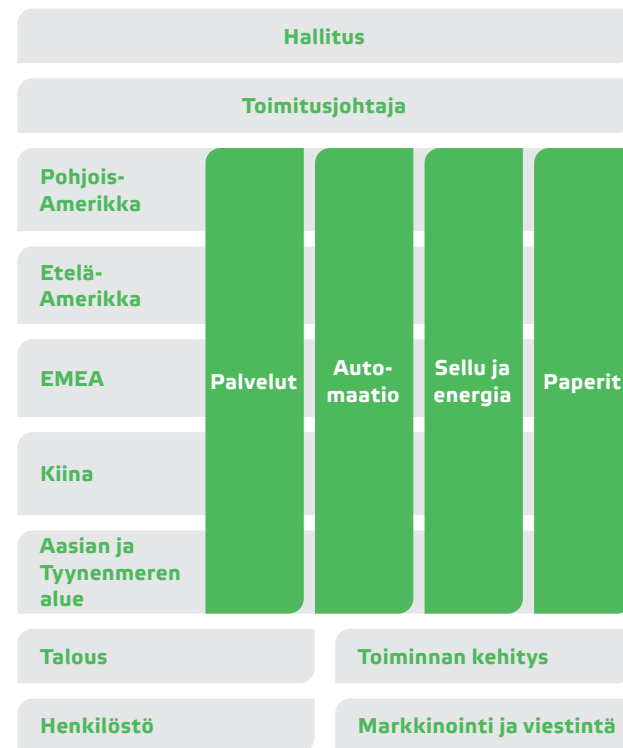 Hallitus
Toimitusjohtaja
Pohjois-
Amerikka
Etelä-
Amerikka
EMEA
Kiina
Aasian ja
Tyynenmeren
alue
Palvelut
Auto-
maatio
Sellu ja
energia
Paperit
Talous
Toiminnan kehitys
Henkilöstö
Markkinointi ja viestintä